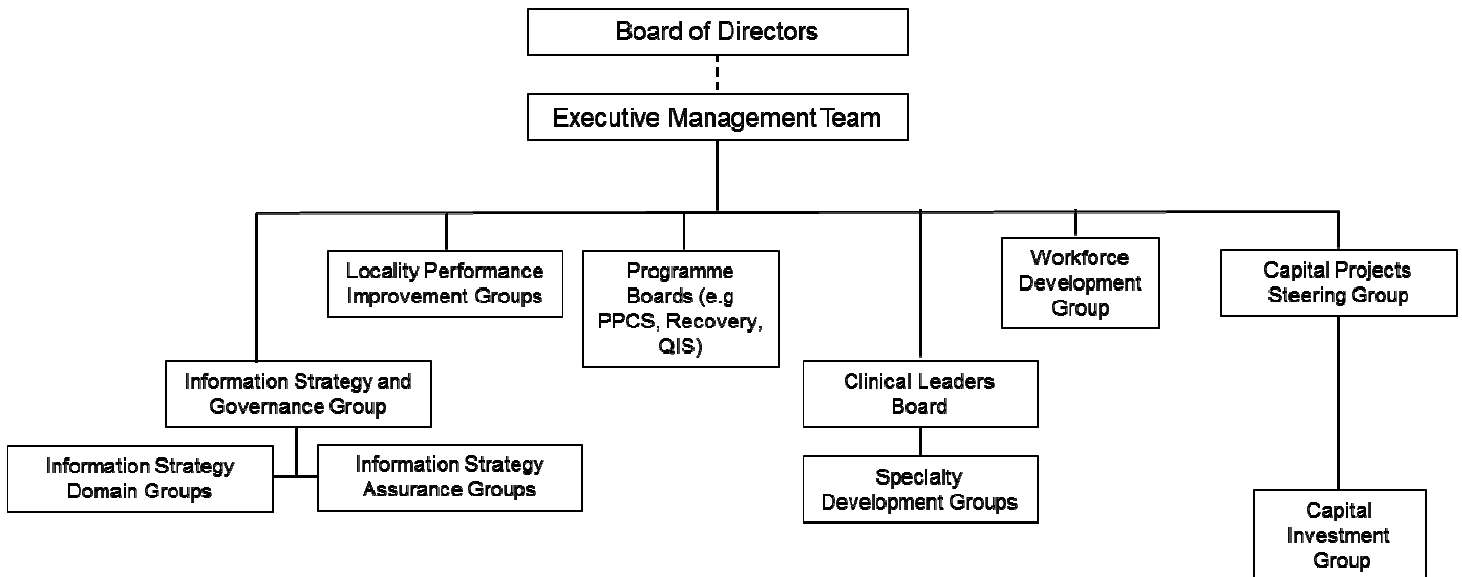 Board of Directors
Executive Management Team
Locality Performance
Improvement Groups
Programme
Boards (e.g
PPCS, Recovery,
QIS)
Workforce
Development
Group
Capital Projects
Steering Group
Information Strategy and
Governance Group
Clinical Leaders
Board
Information Strategy
Domain Groups
Information Strategy
Assurance Groups
Specialty
Development Groups
Capital
Investment
Group